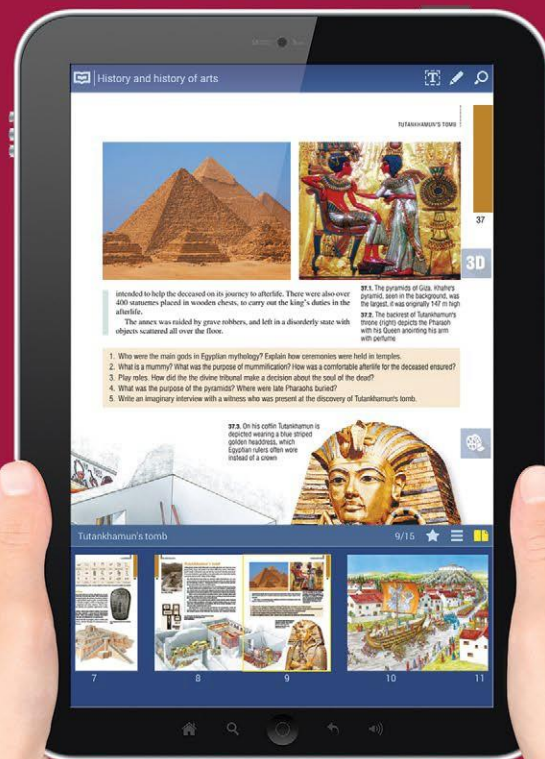 History and history of arts
TUTANKHAMUN'S TOMB
37
3D
intended to help the deceased on its journey to afterlife. There were also over
400 statuettes placed in wooden chests, to carry out the king's duties in the
afterlife.
The annex was raided by grave robbers, and left in a disorderly state with
objects scattered all over the floor.
37.1. The pyramids of Giza. Khafre's
pyramid, seen in the background, was
the largest, it was originally 147 m high
37.2. The backrest of Tutankhamun's
throne (right) depicts the Pharaoh
with his Queen anointing his arm
with perfume
1. Who were the main gods in Egyptian mythology? Explain how ceremonies were held in temples.
2. What is a mummy? What was the purpose of mummification? How was a comfortable afterlife for the deceased ensured?
3. Play roles. How did the the divine tribunal make a decision about the soul of the dead?
4. What was the purpose of the pyramids? Where were late Pharaohs buried?
5. Write an imaginary interview with a witness who was present at the discovery of Tutankhamun's tomb.
37.3. On his coffin Tutankhamun is
depicted wearing a blue striped
golden headdress, which
Egyptian rulers often wore
instead of a crown
Tutankhamun's tomb
9/15
7
8
9
10
11